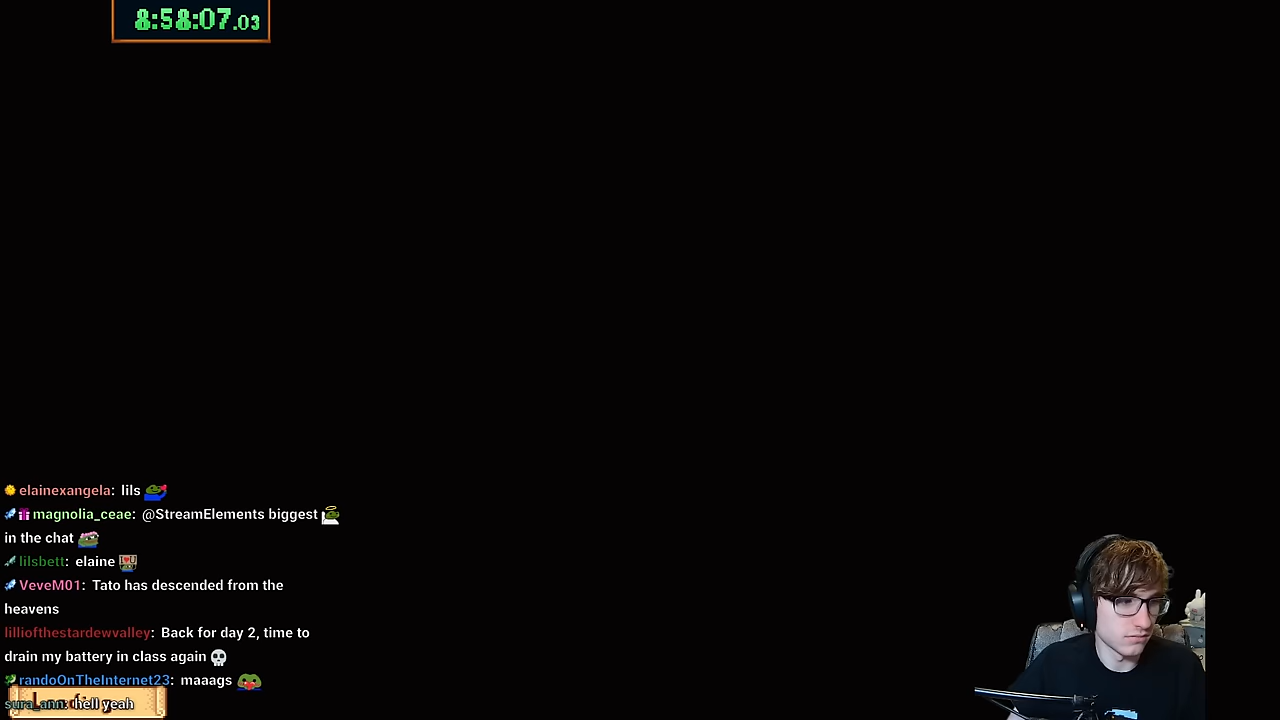 8:58:07.03
elainexangela: lils
magnolia_ceae: @StreamElements biggest
in the chat
lilsbett: elaine
VeveM01: Tato has descended from the
heavens
lilliofthestardewvalley: Back for day 2, time to
drain my battery in class again
randoOnTheInternet23: maaags
sura_ann: hell yeah